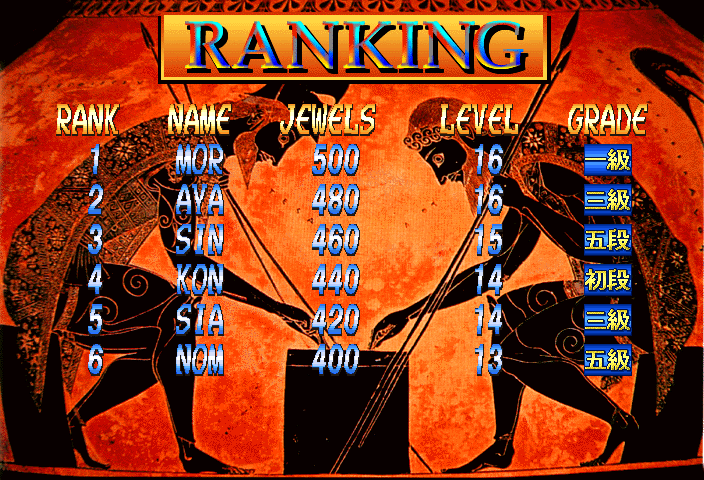 RANKING
RANK NAME JEWELS LEVEL GRADE
1 MOR 500 16 一級
2 AYA 480 16 三級
3 SIN 460 15 五段
4 KON 440 14 初段
5 SIA 420 14 三級
6 NOM 400 13 五級